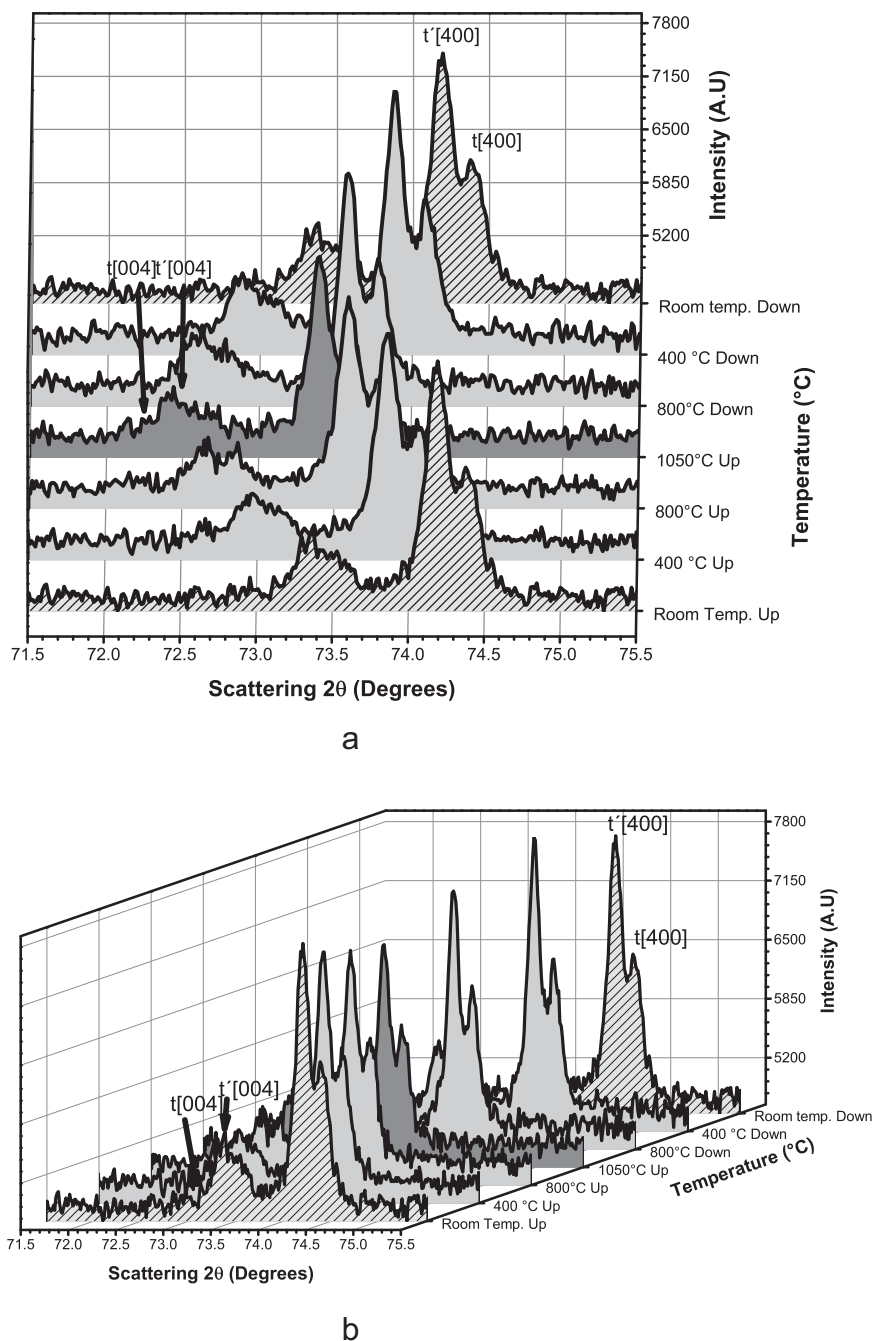 t´[400]
t[400]
t[004] t´[004]
7800
7150
6500
5850
5200
Intensity (A.U)
Room temp. Down
400 °C Down
800°C Down
1050°C Up
800°C Up
400 °C Up
Room Temp. Up
Temperature (°C)
71.5 72.0 72.5 73.0 73.5 74.0 74.5 75.0 75.5
Scattering 2θ (Degrees)
a
t´[400]
t[400]
t[004] t´[004]
7800
7150
6500
5850
5200
Intensity (A.U)
Room temp. Down
400 °C Down
800°C Down
1050°C Up
800°C Up
400 °C Up
Room Temp. Up
Temperature (°C)
71.5 72.0 72.5 73.0 73.5 74.0 74.5 75.0 75.5
Scattering 2θ (Degrees)
b